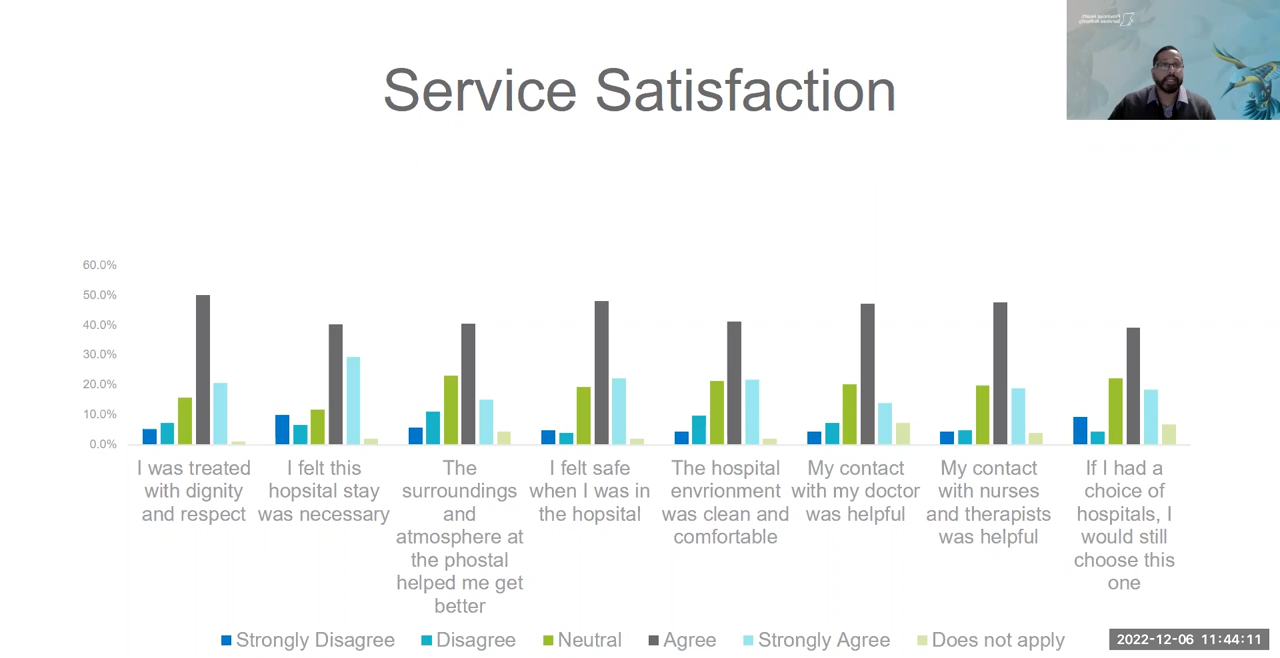 Service Satisfaction
60.0%
50.0%
40.0%
30.0%
20.0%
10.0%
0.0%
I was treated
with dignity
and respect
I felt this
hopsital stay
was necessary
The
surroundings
and
atmosphere at
the phostal
helped me get
better
I felt safe
when I was in
the hopsital
The hospital
envrionment
was clean and
comfortable
My contact
with my doctor
was helpful
My contact
with nurses
and therapists
was helpful
If I had a
choice of
hospitals, I
would still
choose this
one
Strongly Disagree
Disagree
Neutral
Agree
Strongly Agree
Does not apply
2022-12-06 11:44:11